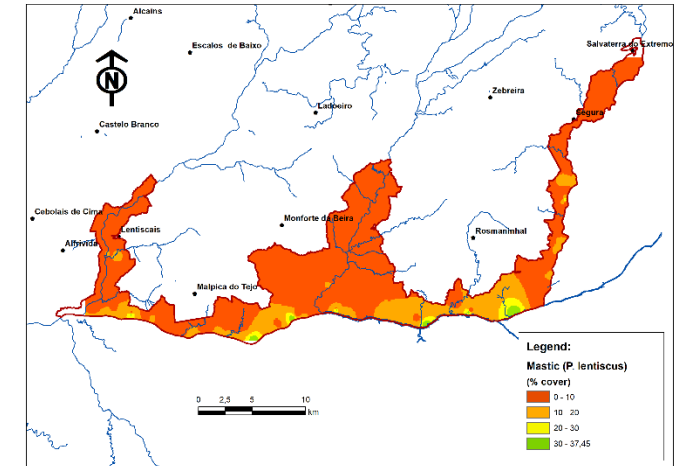 Alcains
Escalos de Baixo
Salvaterra do Extremo
N
Zebreira
Ladoeiro
Segura
Castelo Branco
Cebolais de Cima
Lentiscais
Monforte da Beira
Rosmaninhal
Alfrivida
Malpica do Tejo
Legend:
Mastic (P. lentiscus)
(% cover)
0 - 10
10 20
20 - 30
30 - 37,45
0 2,5 5 10
km